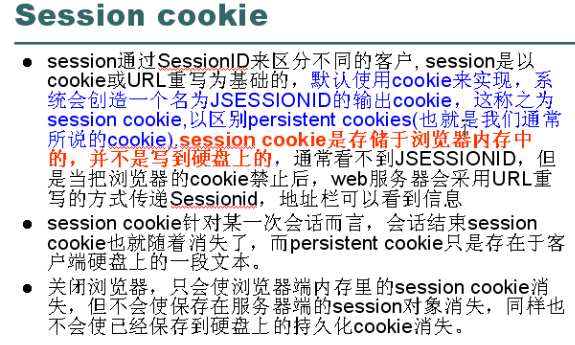 Session cookie
session通过SessionID来区分不同的客户, session是以
cookie或URL重写为基础的，默认使用cookie来实现，系
统会创造一个名为JSESSIONID的输出cookie，这称之为
session cookie,以区别persistent cookies(也就是我们通常
所说的cookie),session cookie是存储于浏览器内存中
的，并不是写到硬盘上的，通常看不到JSESSIONID，但
是当把浏览器的cookie禁止后，web服务器会采用URL重
写的方式传递Sessionid，地址栏可以看到信息
session cookie针对某一次会话而言，会话结束session
cookie也就随着消失了，而persistent cookie只是存在于客
户端硬盘上的一段文本。
关闭浏览器，只会使浏览器端内存里的session cookie消
失，但不会使保存在服务器端的session对象消失，同样也
不会使已经保存到硬盘上的持久化cookie消失。